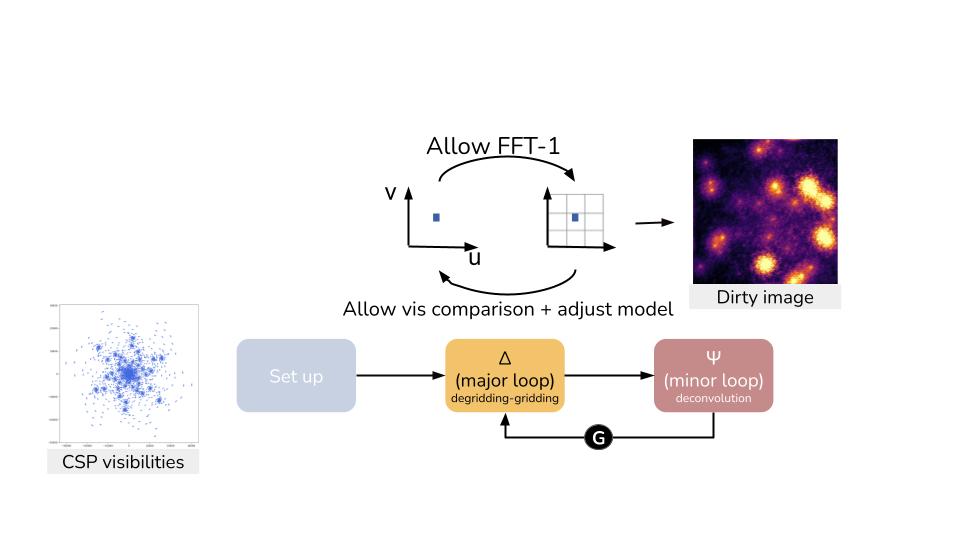 Allow FFT-1
v
u
Allow vis comparison + adjust model
Dirty image
CSP visibilities
Set up
Δ
(major loop)
degridding-gridding
Ψ
(minor loop)
deconvolution
G